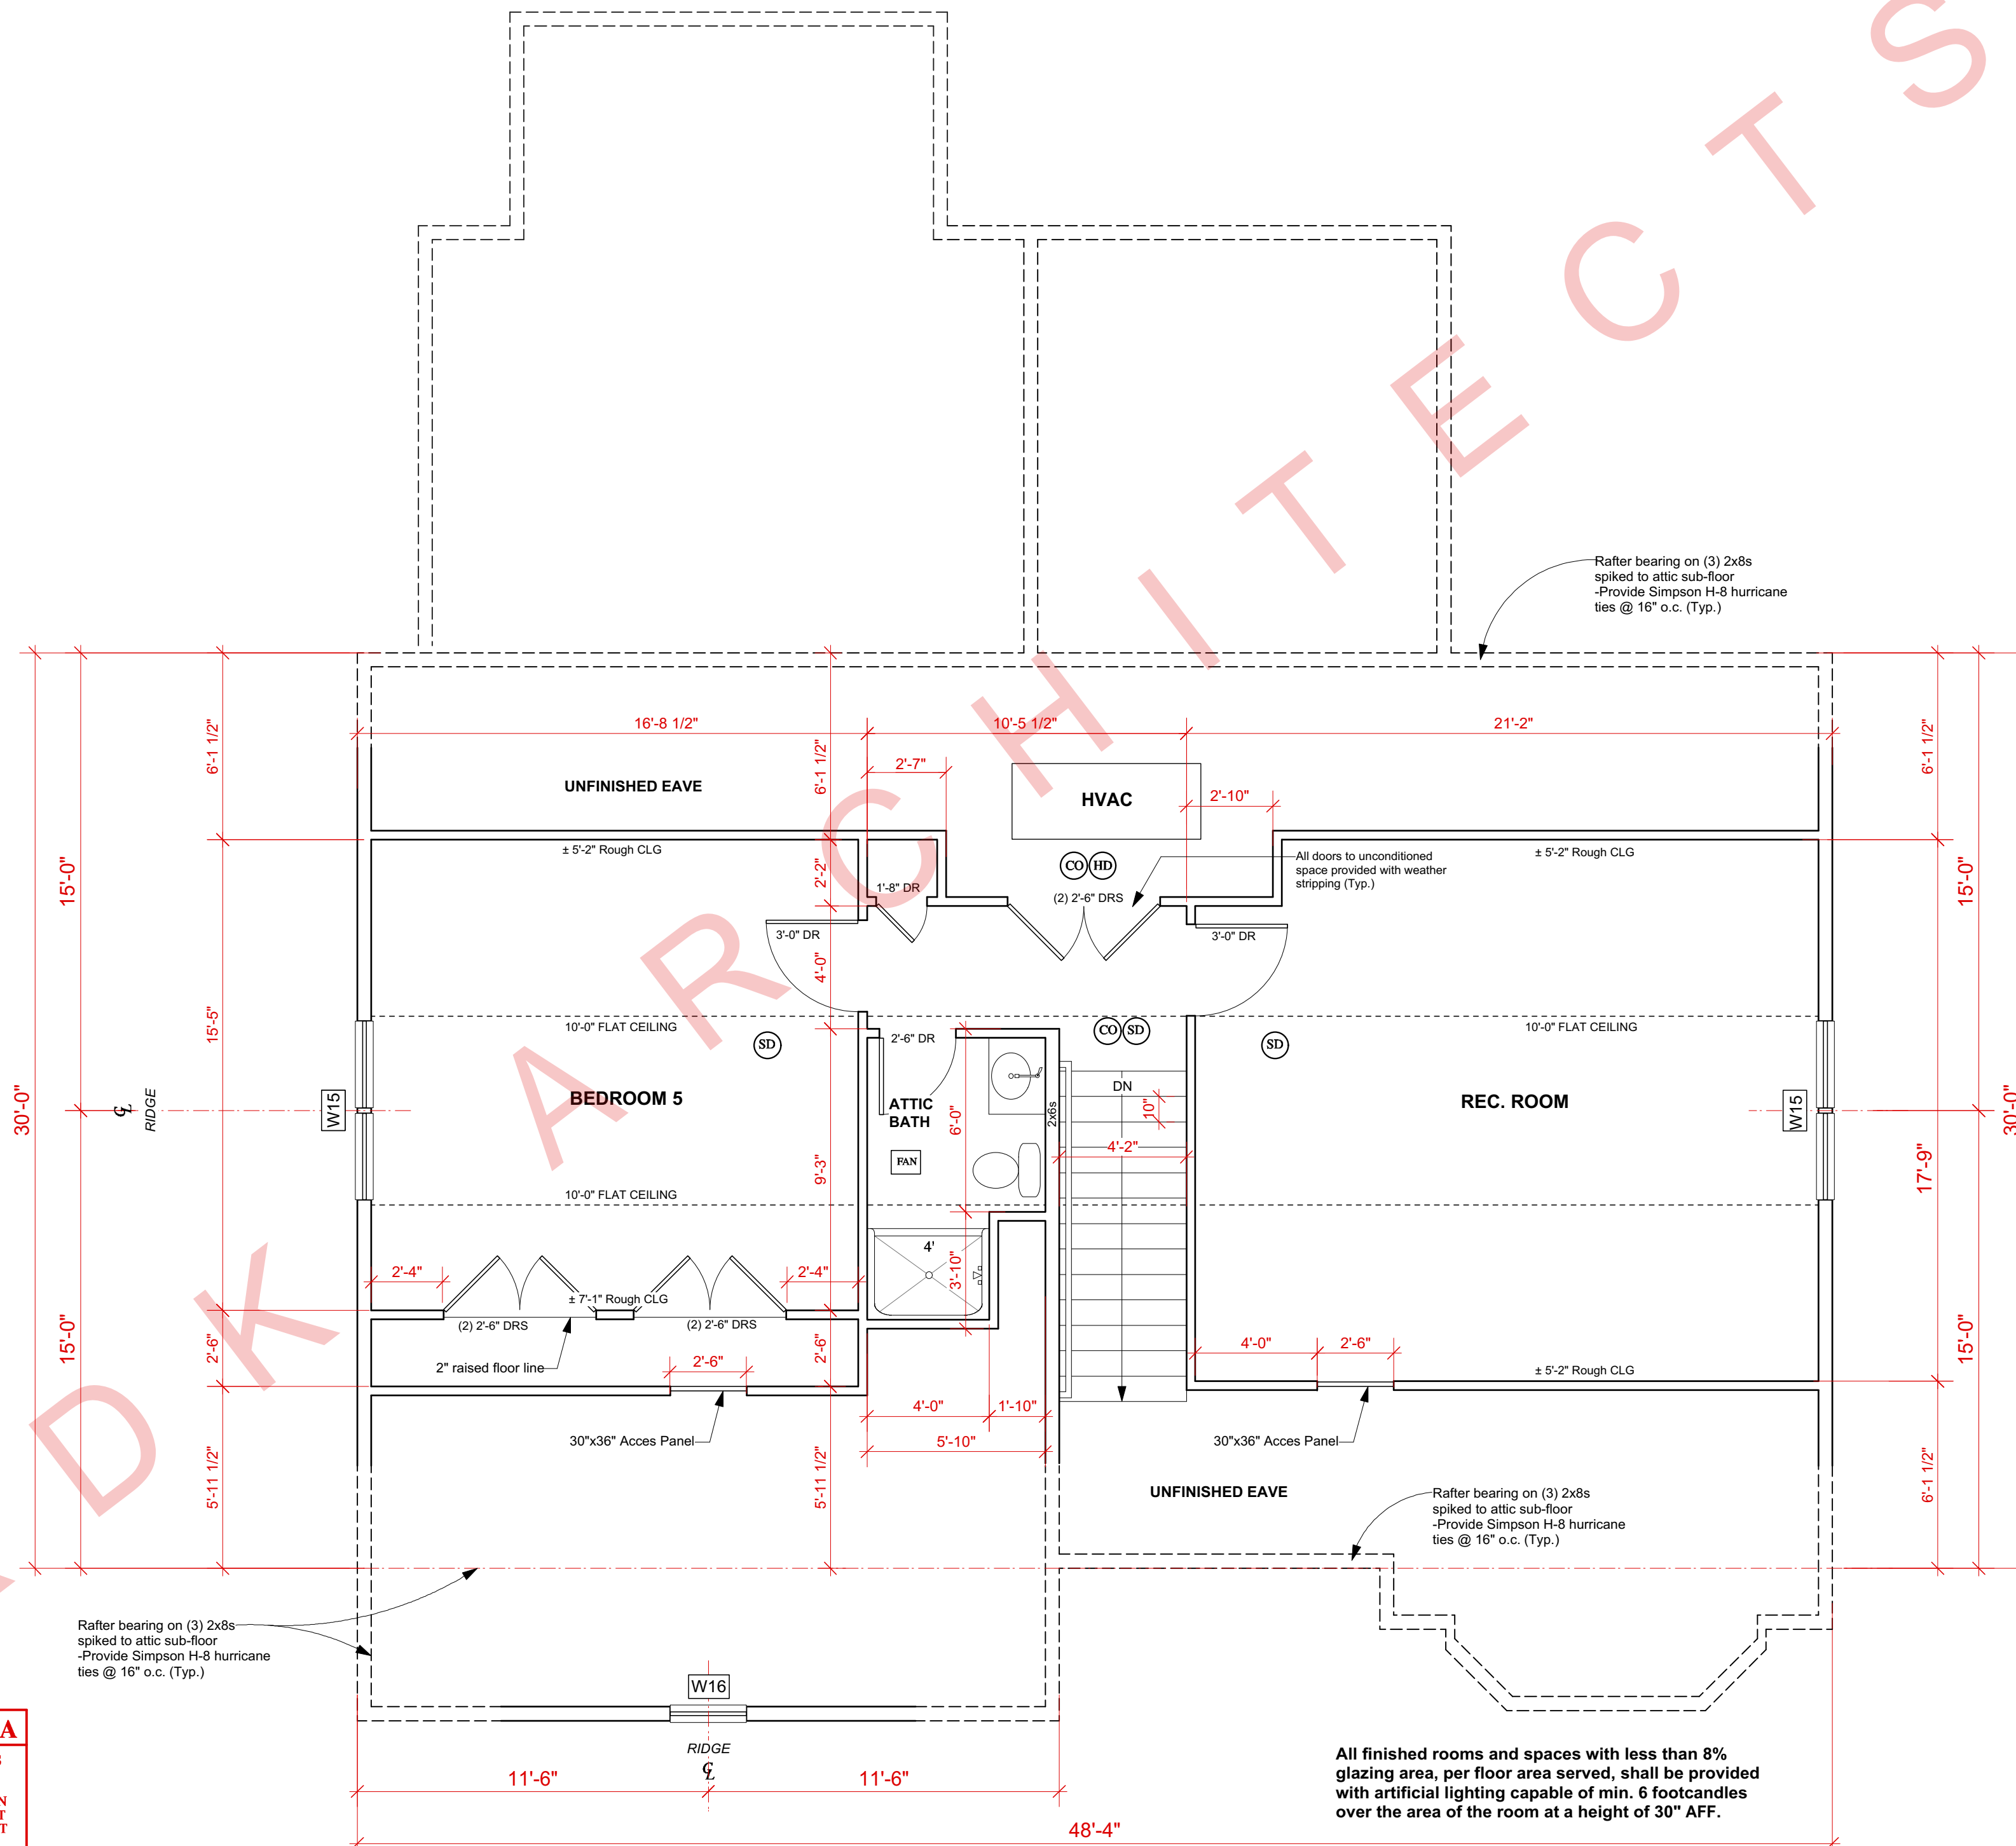 DK ARCHITECTS
Rafter bearing on (3) 2x8s
spiked to attic sub-floor
-Provide Simpson H-8 hurricane
ties @ 16" o.c. (Typ.)
16'-8 1/2"
10'-5 1/2"
21'-2"
6'-1 1/2"
6'-1 1/2"
6'-1 1/2"
2'-7"
UNFINISHED EAVE
HVAC
2'-10"
± 5'-2" Rough CLG
± 5'-2" Rough CLG
CO
HD
All doors to unconditioned
space provided with weather
stripping (Typ.)
15'-0"
2'-2"
1'-8" DR
(2) 2'-6" DRS
15'-0"
3'-0" DR
3'-0" DR
4'-0"
15'-5"
10'-0" FLAT CEILING
10'-0" FLAT CEILING
SD
2'-6" DR
CO
SD
SD
DN
30'-0"
RIDGE
W15
BEDROOM 5
ATTIC
BATH
6'-0"
2x6s
10"
REC. ROOM
W15
30'-0"
4'-2"
FAN
9'-3"
17'-9"
10'-0" FLAT CEILING
4'
2'-4"
2'-4"
3'-10"
± 7'-1" Rough CLG
(2) 2'-6" DRS
(2) 2'-6" DRS
15'-0"
2'-6"
2'-6"
4'-0"
2'-6"
15'-0"
2" raised floor line
2'-6"
± 5'-2" Rough CLG
4'-0"
1'-10"
30"x36" Acces Panel
5'-10"
30"x36" Acces Panel
5'-11 1/2"
5'-11 1/2"
6'-1 1/2"
UNFINISHED EAVE
Rafter bearing on (3) 2x8s
spiked to attic sub-floor
-Provide Simpson H-8 hurricane
ties @ 16" o.c. (Typ.)
Rafter bearing on (3) 2x8s
spiked to attic sub-floor
-Provide Simpson H-8 hurricane
ties @ 16" o.c. (Typ.)
W16
RIDGE
11'-6"
11'-6"
All finished rooms and spaces with less than 8%
glazing area, per floor area served, shall be provided
with artificial lighting capable of min. 6 footcandles
over the area of the room at a height of 30" AFF.
48'-4"
A
N
T
T